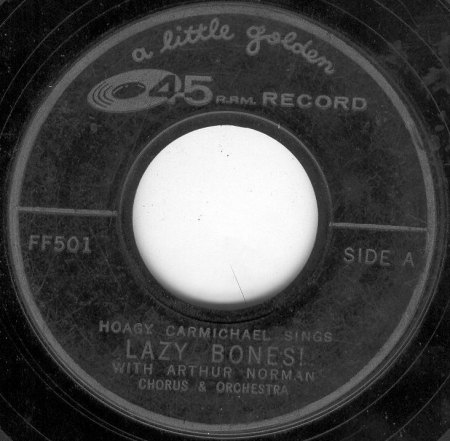 a little golden
45 R.P.M. RECORD
FF501
SIDE A
HOAGY CARMICHAEL SINGS
LAZY BONES!
WITH ARTHUR NORMAN
CHORUS & ORCHESTRA